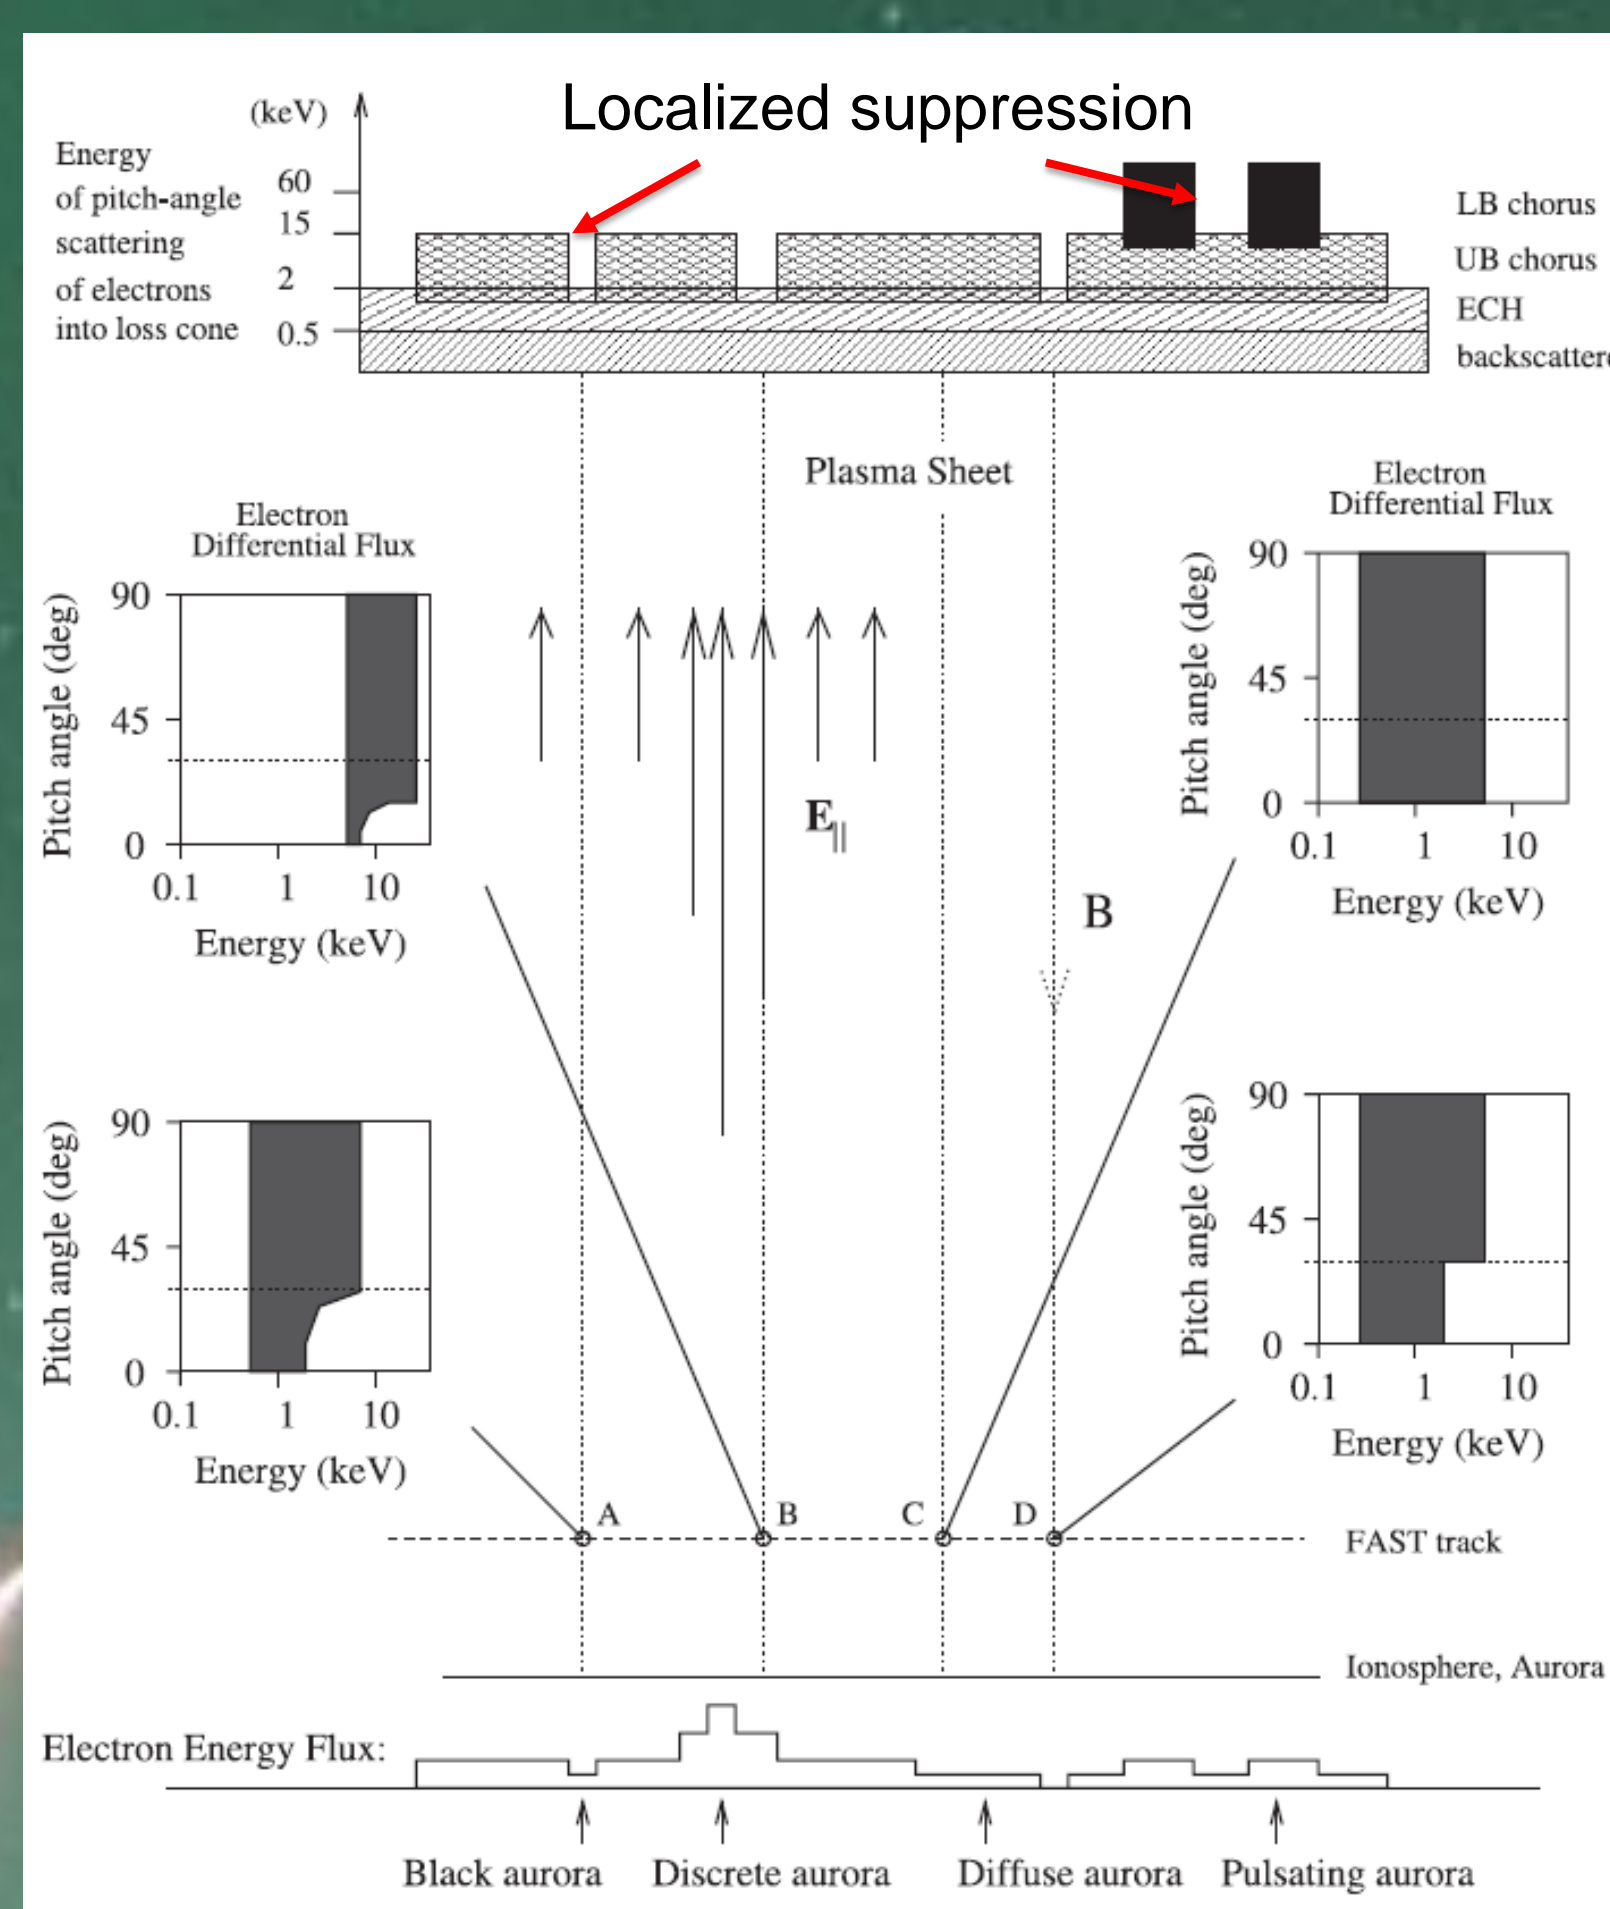 Localized suppression
(keV)
Energy
of pitch-angle
scattering
of electrons
into loss cone
60
15
2
0.5
LB chorus
UB chorus
ECH
Plasma Sheet
Electron
Differential Flux
Pitch angle (deg)
90
45
0
0.1 1 10
Energy (keV)
E||
B
Electron
Differential Flux
Pitch angle (deg)
90
45
0
0.1 1 10
Energy (keV)
Pitch angle (deg)
90
45
0
0.1 1 10
Energy (keV)
Pitch angle (deg)
90
45
0
0.1 1 10
Energy (keV)
A B C D
FAST track
Ionosphere, Aurora
Electron Energy Flux:
Black aurora Discrete aurora Diffuse aurora Pulsating aurora